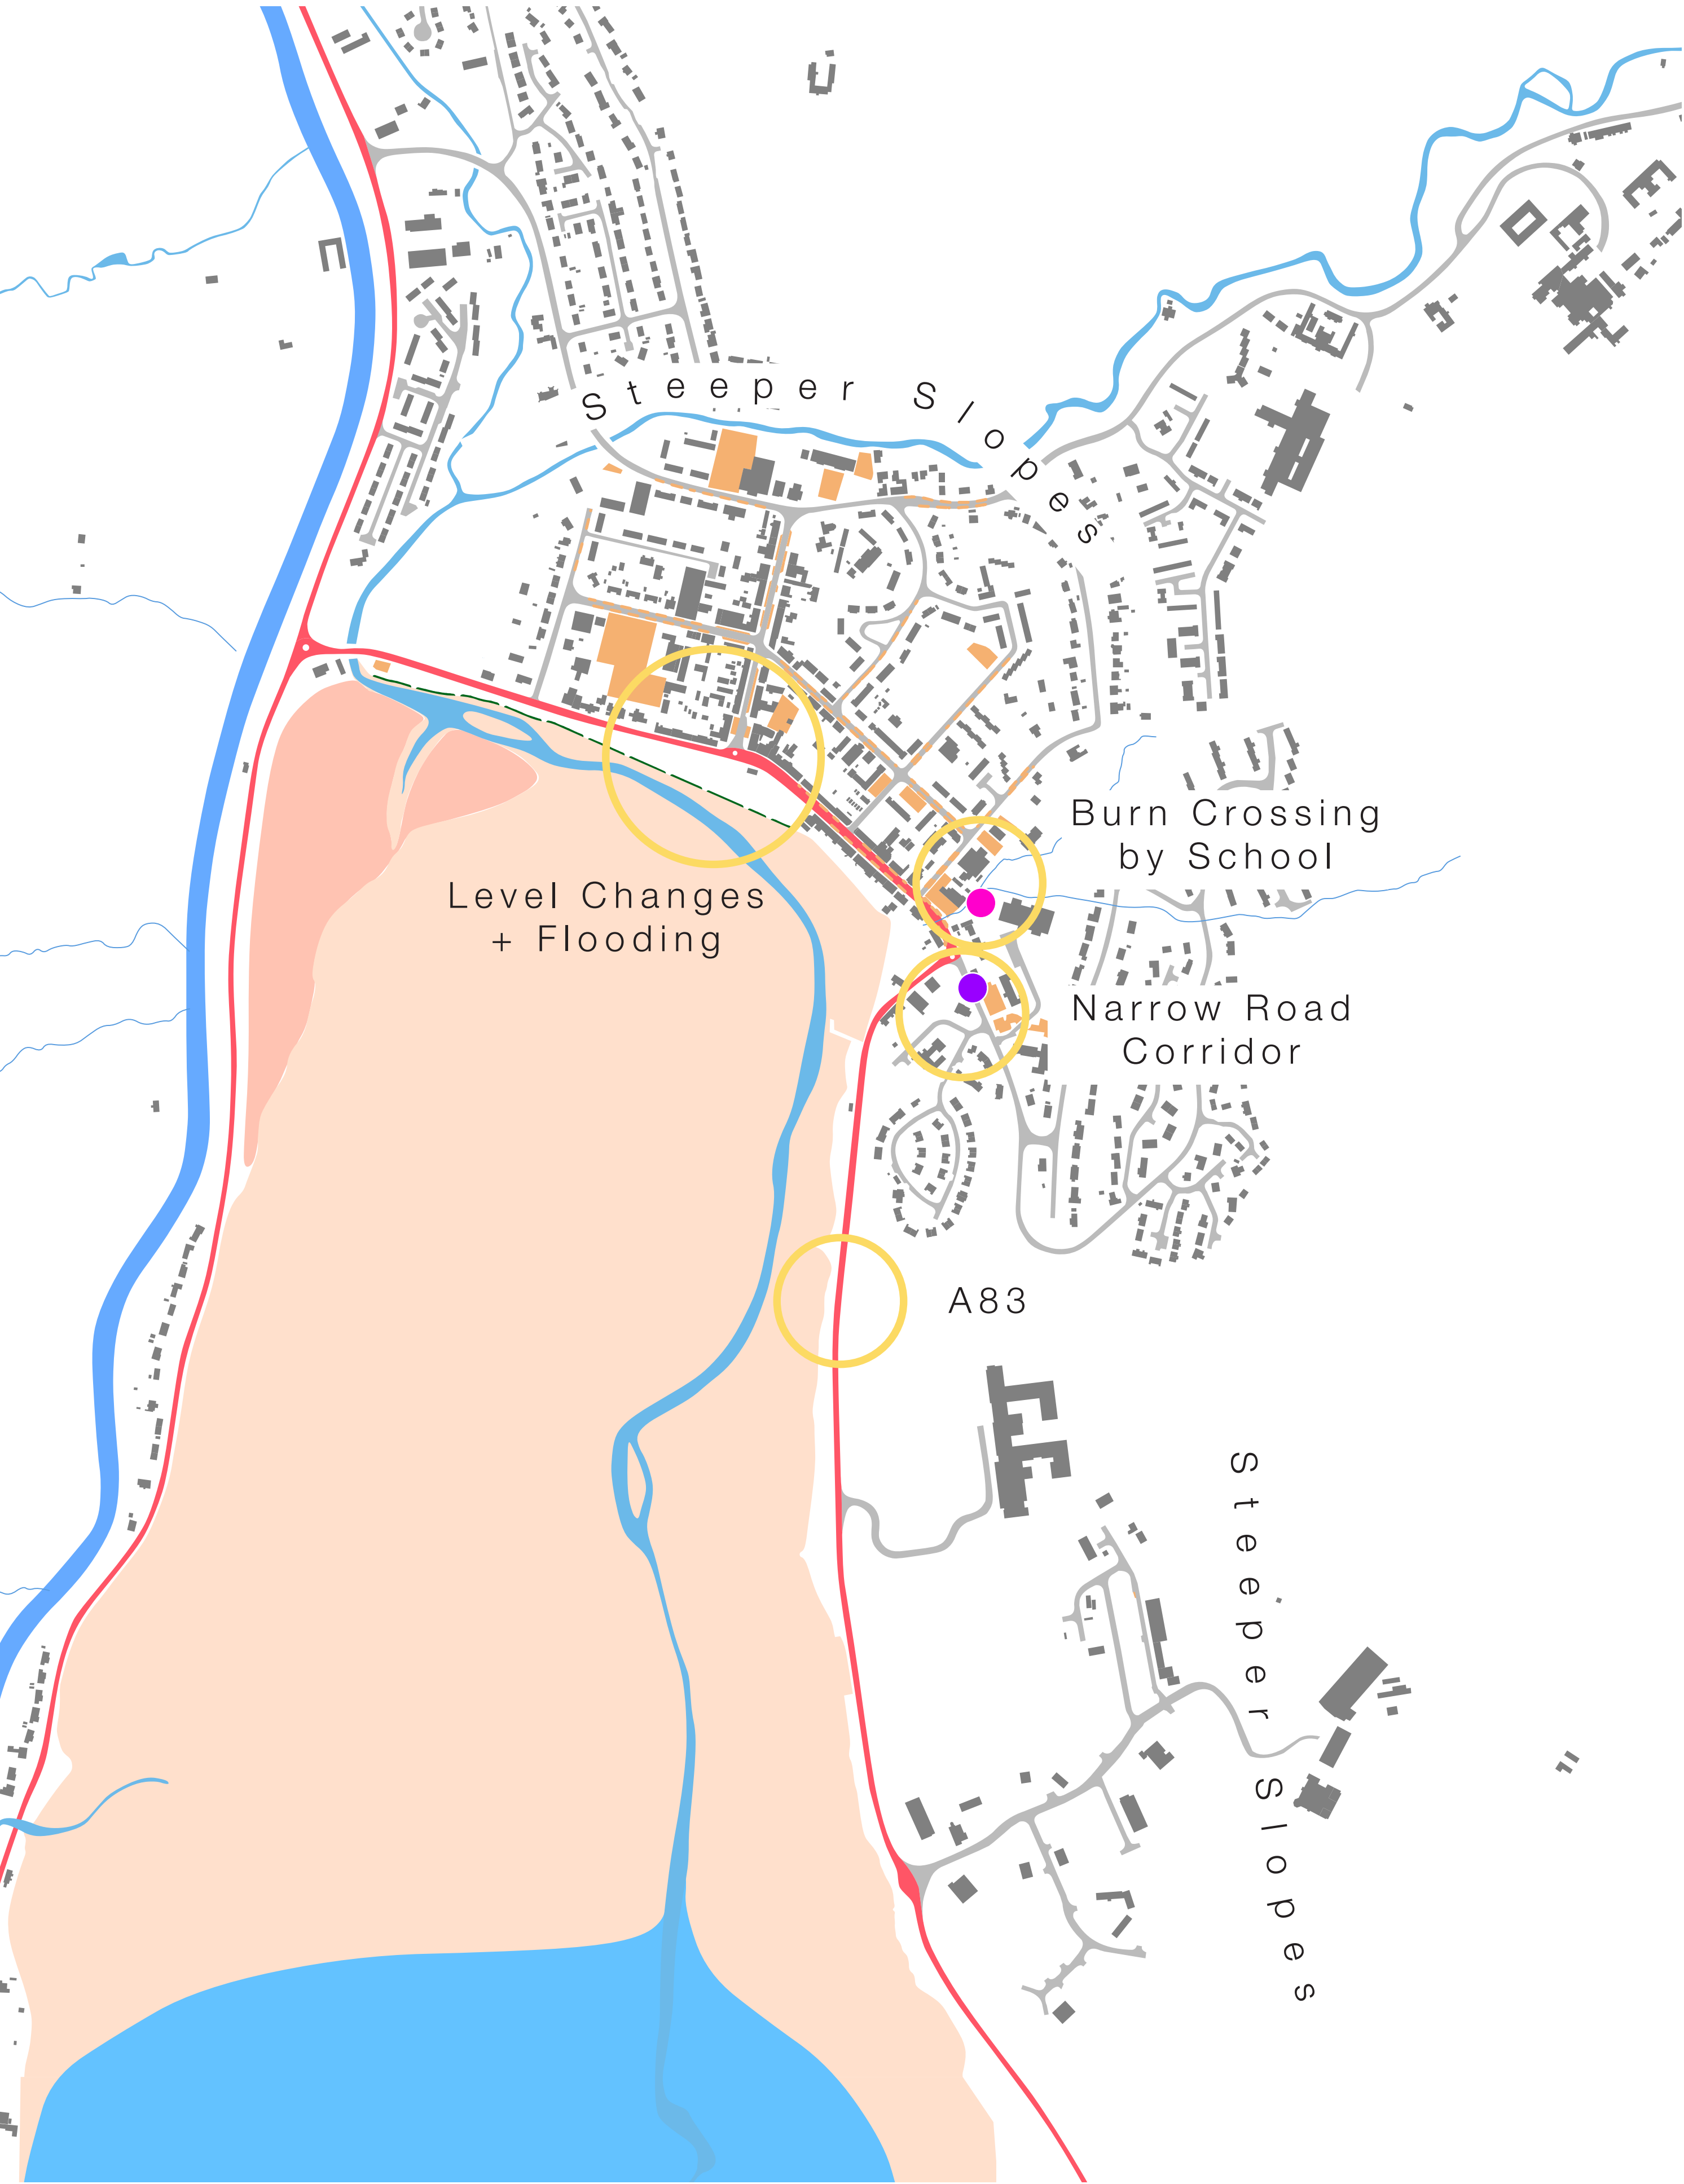 Steeper Slopes
Burn Crossing
by School
Level Changes
+ Flooding
Narrow Road
Corridor
A83
Steeper Slopes